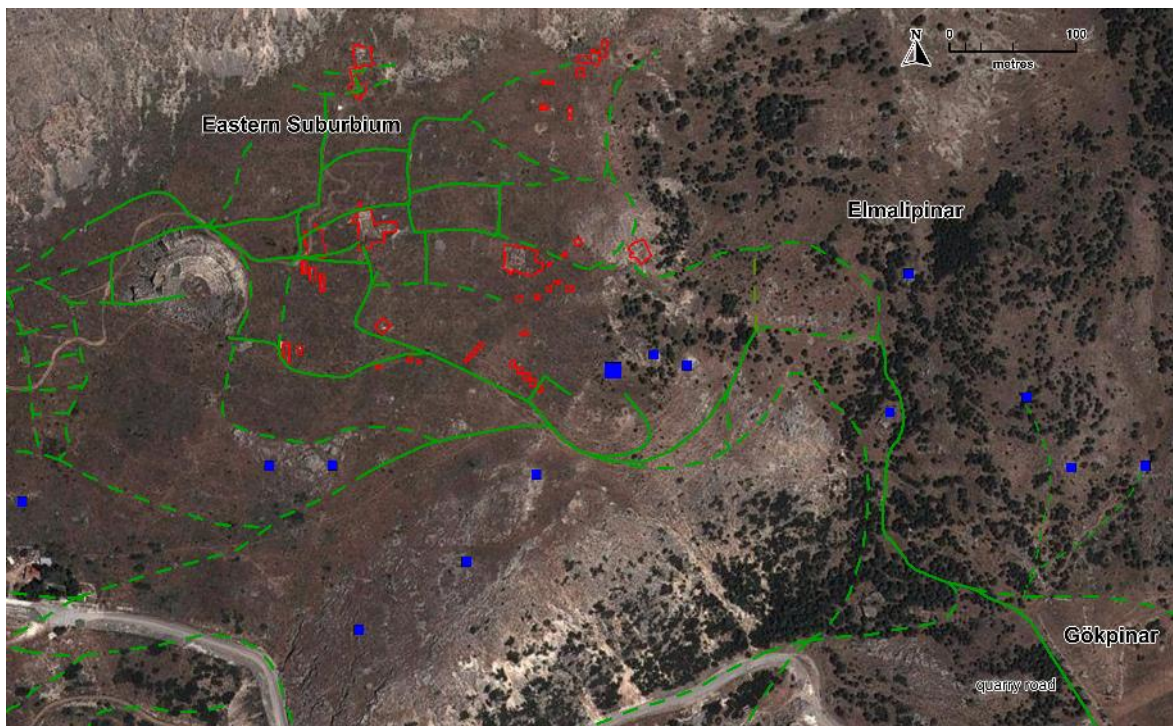 N
0 100
metres
Eastern Suburbium
Elmalipinar
Gökpinar
quarry road